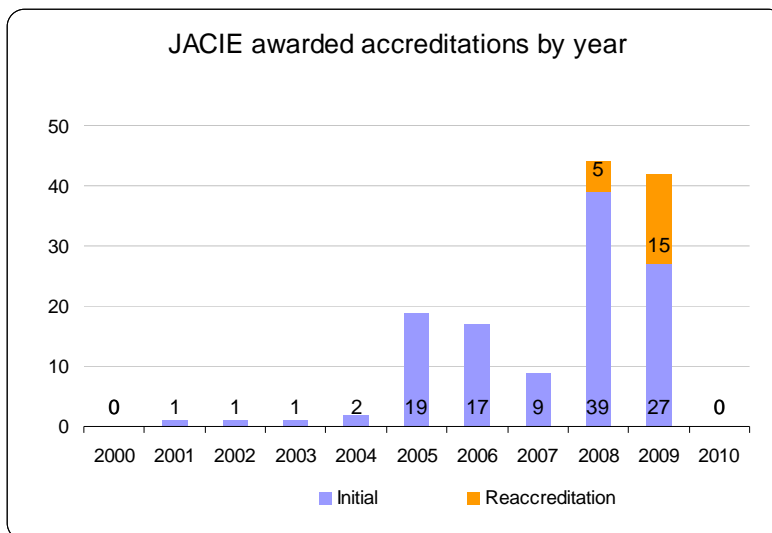 JACIE awarded accreditations by year
50
40
30
20
10
0
5
15
0 1 1 1 2 19 17 9 39 27 0
2000 2001 2002 2003 2004 2005 2006 2007 2008 2009 2010
Initial Reaccreditation